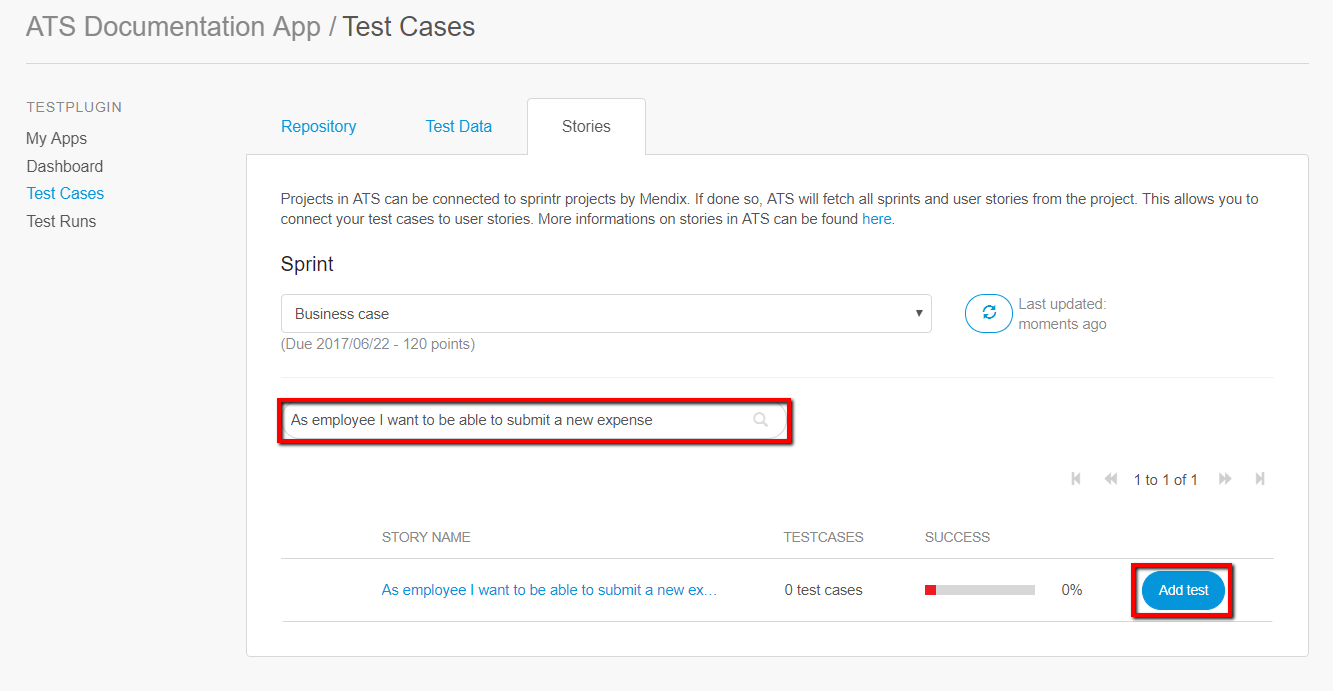 ATS Documentation App / Test Cases
TESTPLUGIN
My Apps
Dashboard
Test Cases
Test Runs
Repository
Test Data
Stories
Projects in ATS can be connected to sprintr projects by Mendix. If done so, ATS will fetch all sprints and user stories from the project. This allows you to
connect your test cases to user stories. More informations on stories in ATS can be found here.
Sprint
Business case
Last updated:
moments ago
(Due 2017/06/22 - 120 points)
As employee I want to be able to submit a new expense
1 to 1 of 1
STORY NAME TESTCASES SUCCESS
As employee I want to be able to submit a new ex… 0 test cases 0% Add test